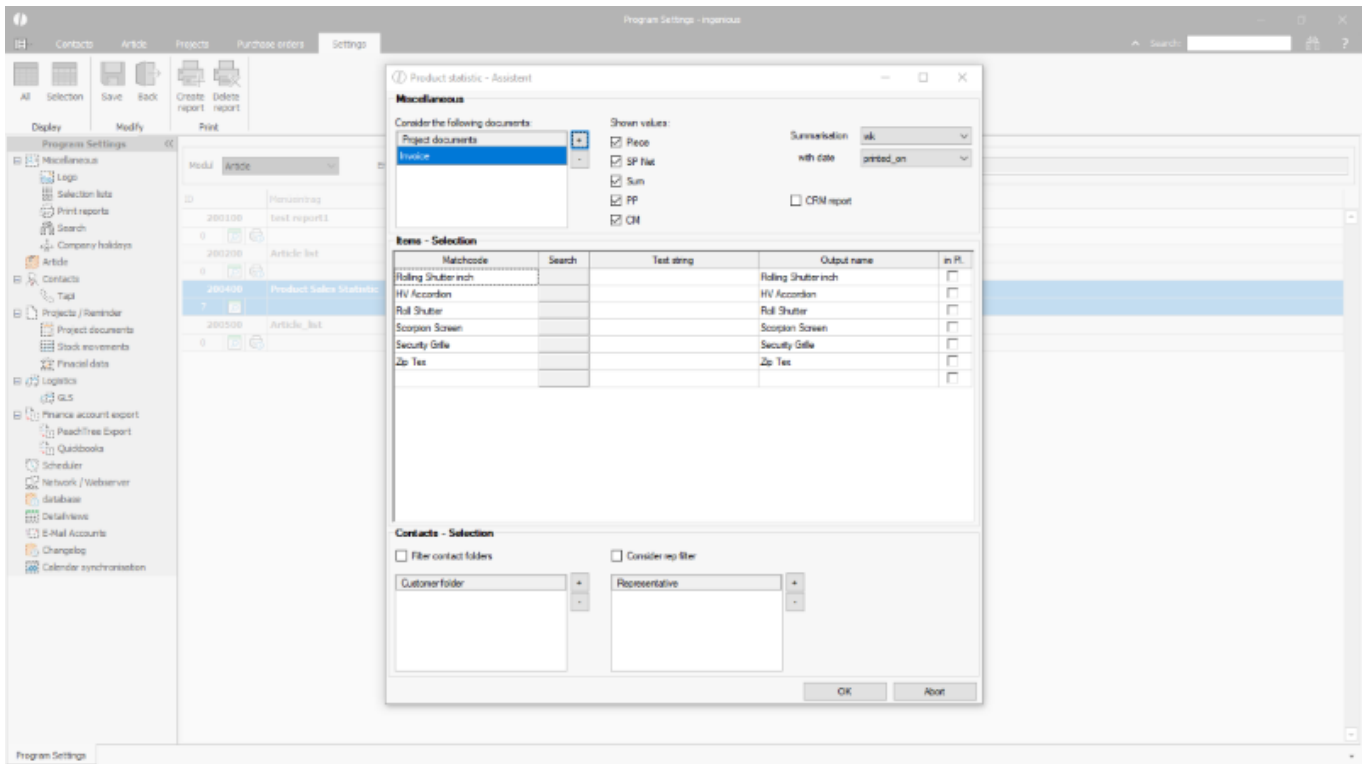 Program Settings - ingenious
Contacts Article Projects Purchase orders Settings Search:
All Selection Save Back Create report Delete report
Display Modify Print
Program Settings
Miscellaneous
Logo
Selection lists
Print reports
Search
Company holidays
Article
Contacts
Tapi
Projects / Reminder
Project documents
Stock movements
Finacial data
Logistics
GLS
Finance account export
PeachTree Export
Quickbooks
Scheduler
Network / Webserver
database
Detailviews
E-Mail Accounts
Changelog
Calendar synchronisation
Modul Article
ID
200100 test report1
0
200200 Article list
0
200400 Product Sales Statistic
7
200500 Article_list
0
Product statistic - Assistent
Miscellaneous
Consider the following documents:
Project documents +
Invoice -
Shown values:
Piece
SP Net
Sum
PP
CM
Summarisation wk
with date printed_on
CRM report
Items - Selection
Matchcode Search Text string Output name in Pl.
Rolling Shutter inch Rolling Shutter inch
HV Accordion HV Accordion
Roll Shutter Roll Shutter
Scorpion Screen Scorpion Screen
Security Grille Security Grille
Zip Tex Zip Tex
Contacts - Selection
Filter contact folders Consider rep filter
Customer folder + Representative +
- -
OK Abort
Program Settings